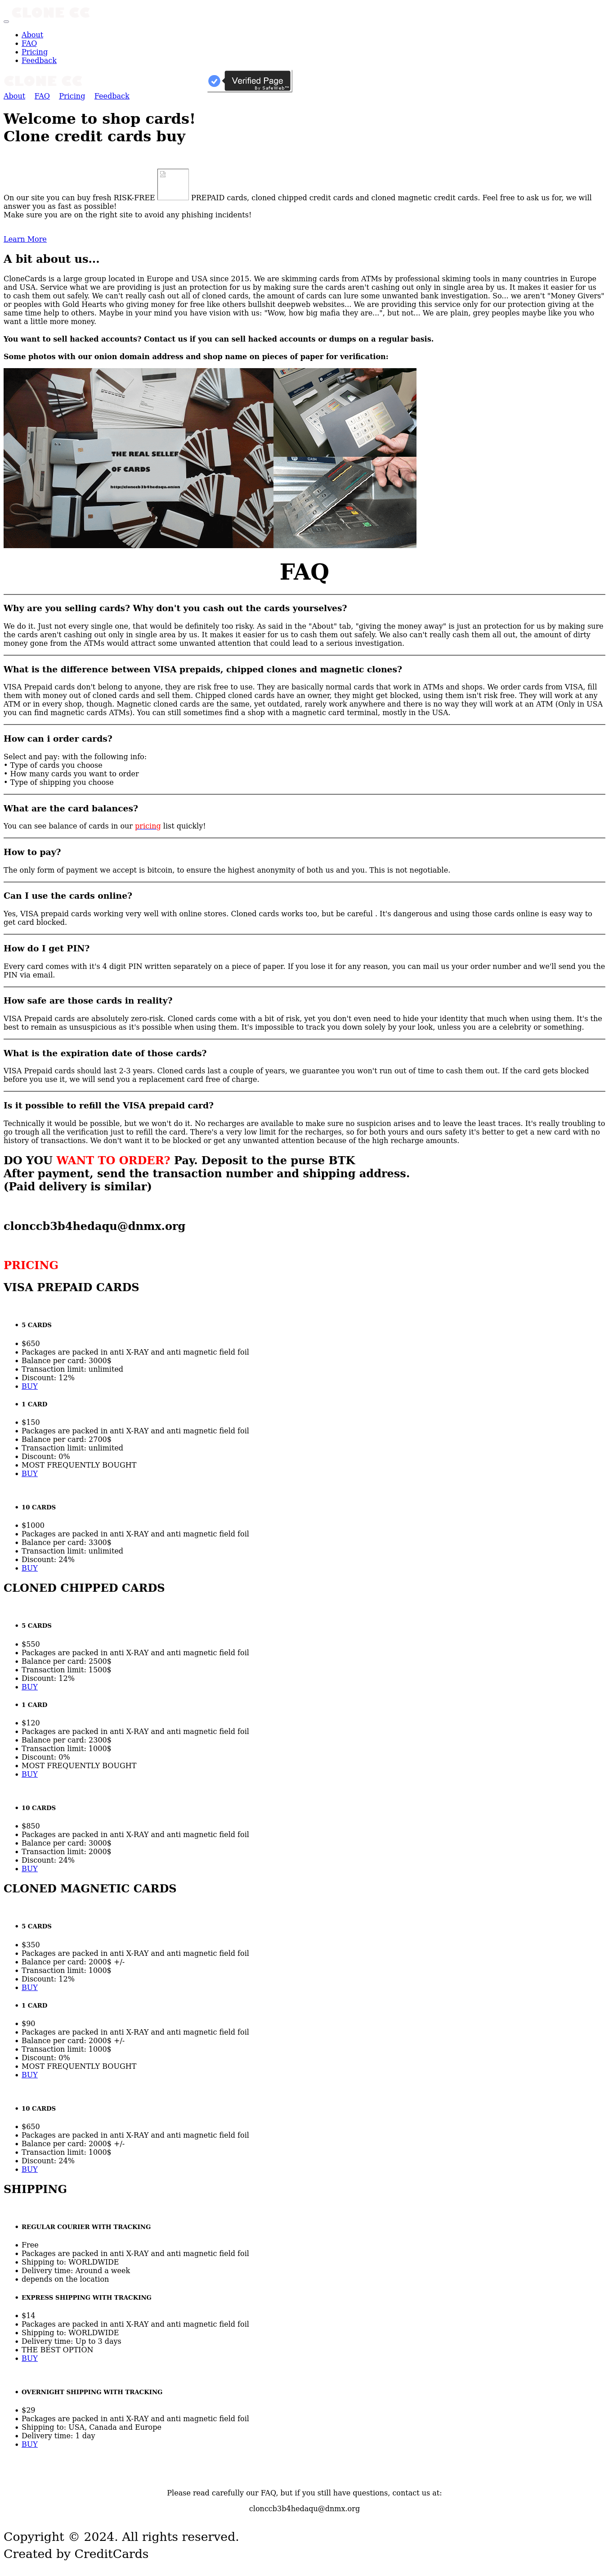 CLONE CC
About
FAQ
Pricing
Feedback
CLONE CC
Verified Page
By SafeWeb™
About FAQ Pricing Feedback
Welcome to shop cards!
Clone credit cards buy
On our site you can buy fresh RISK-FREE PREPAID cards, cloned chipped credit cards and cloned magnetic credit cards. Feel free to ask us for, we will
answer you as fast as possible!
Make sure you are on the right site to avoid any phishing incidents!
Learn More
A bit about us...
CloneCards is a large group located in Europe and USA since 2015. We are skimming cards from ATMs by professional skiming tools in many countries in Europe
and USA. Service what we are providing is just an protection for us by making sure the cards aren't cashing out only in single area by us. It makes it easier for us
to cash them out safely. We can't really cash out all of cloned cards, the amount of cards can lure some unwanted bank investigation. So... we aren't "Money Givers"
or peoples with Gold Hearts who giving money for free like others bullshit deepweb websites... We are providing this service only for our protection giving at the
same time help to others. Maybe in your mind you have vision with us: "Wow, how big mafia they are...", but not... We are plain, grey peoples maybe like you who
want a little more money.
You want to sell hacked accounts? Contact us if you can sell hacked accounts or dumps on a regular basis.
Some photos with our onion domain address and shop name on pieces of paper for verification:
THE REAL SELLER
OF CARDS
FAQ
Why are you selling cards? Why don't you cash out the cards yourselves?
We do it. Just not every single one, that would be definitely too risky. As said in the "About" tab, "giving the money away" is just an protection for us by making sure
the cards aren't cashing out only in single area by us. It makes it easier for us to cash them out safely. We also can't really cash them all out, the amount of dirty
money gone from the ATMs would attract some unwanted attention that could lead to a serious investigation.
What is the difference between VISA prepaids, chipped clones and magnetic clones?
VISA Prepaid cards don't belong to anyone, they are risk free to use. They are basically normal cards that work in ATMs and shops. We order cards from VISA, fill
them with money out of cloned cards and sell them. Chipped cloned cards have an owner, they might get blocked, using them isn't risk free. They will work at any
ATM or in every shop, though. Magnetic cloned cards are the same, yet outdated, rarely work anywhere and there is no way they will work at an ATM (Only in USA
you can find magnetic cards ATMs). You can still sometimes find a shop with a magnetic card terminal, mostly in the USA.
How can i order cards?
Select and pay: with the following info:
• Type of cards you choose
• How many cards you want to order
• Type of shipping you choose
What are the card balances?
You can see balance of cards in our pricing list quickly!
How to pay?
The only form of payment we accept is bitcoin, to ensure the highest anonymity of both us and you. This is not negotiable.
Can I use the cards online?
Yes, VISA prepaid cards working very well with online stores. Cloned cards works too, but be careful . It's dangerous and using those cards online is easy way to
get card blocked.
How do I get PIN?
Every card comes with it's 4 digit PIN written separately on a piece of paper. If you lose it for any reason, you can mail us your order number and we'll send you the
PIN via email.
How safe are those cards in reality?
VISA Prepaid cards are absolutely zero-risk. Cloned cards come with a bit of risk, yet you don't even need to hide your identity that much when using them. It's the
best to remain as unsuspicious as it's possible when using them. It's impossible to track you down solely by your look, unless you are a celebrity or something.
What is the expiration date of those cards?
VISA Prepaid cards should last 2-3 years. Cloned cards last a couple of years, we guarantee you won't run out of time to cash them out. If the card gets blocked
before you use it, we will send you a replacement card free of charge.
Is it possible to refill the VISA prepaid card?
Technically it would be possible, but we won't do it. No recharges are available to make sure no suspicion arises and to leave the least traces. It's really troubling to
go trough all the verification just to refill the card. There's a very low limit for the recharges, so for both yours and ours safety it's better to get a new card with no
history of transactions. We don't want it to be blocked or get any unwanted attention because of the high recharge amounts.
DO YOU WANT TO ORDER? Pay. Deposit to the purse BTK
After payment, send the transaction number and shipping address.
(Paid delivery is similar)
clonccb3b4hedaqu@dnmx.org
PRICING
VISA PREPAID CARDS
5 CARDS
$650
Packages are packed in anti X-RAY and anti magnetic field foil
Balance per card: 3000$
Transaction limit: unlimited
Discount: 12%
BUY
1 CARD
$150
Packages are packed in anti X-RAY and anti magnetic field foil
Balance per card: 2700$
Transaction limit: unlimited
Discount: 0%
MOST FREQUENTLY BOUGHT
BUY
10 CARDS
$1000
Packages are packed in anti X-RAY and anti magnetic field foil
Balance per card: 3300$
Transaction limit: unlimited
Discount: 24%
BUY
CLONED CHIPPED CARDS
5 CARDS
$550
Packages are packed in anti X-RAY and anti magnetic field foil
Balance per card: 2500$
Transaction limit: 1500$
Discount: 12%
BUY
1 CARD
$120
Packages are packed in anti X-RAY and anti magnetic field foil
Balance per card: 2300$
Transaction limit: 1000$
Discount: 0%
MOST FREQUENTLY BOUGHT
BUY
10 CARDS
$850
Packages are packed in anti X-RAY and anti magnetic field foil
Balance per card: 3000$
Transaction limit: 2000$
Discount: 24%
BUY
CLONED MAGNETIC CARDS
5 CARDS
$350
Packages are packed in anti X-RAY and anti magnetic field foil
Balance per card: 2000$ +/-
Transaction limit: 1000$
Discount: 12%
BUY
1 CARD
$90
Packages are packed in anti X-RAY and anti magnetic field foil
Balance per card: 2000$ +/-
Transaction limit: 1000$
Discount: 0%
MOST FREQUENTLY BOUGHT
BUY
10 CARDS
$650
Packages are packed in anti X-RAY and anti magnetic field foil
Balance per card: 2000$ +/-
Transaction limit: 1000$
Discount: 24%
BUY
SHIPPING
REGULAR COURIER WITH TRACKING
Free
Packages are packed in anti X-RAY and anti magnetic field foil
Shipping to: WORLDWIDE
Delivery time: Around a week
depends on the location
EXPRESS SHIPPING WITH TRACKING
$14
Packages are packed in anti X-RAY and anti magnetic field foil
Shipping to: WORLDWIDE
Delivery time: Up to 3 days
THE BEST OPTION
BUY
OVERNIGHT SHIPPING WITH TRACKING
$29
Packages are packed in anti X-RAY and anti magnetic field foil
Shipping to: USA, Canada and Europe
Delivery time: 1 day
BUY
Please read carefully our FAQ, but if you still have questions, contact us at:
clonccb3b4hedaqu@dnmx.org
Copyright © 2024. All rights reserved.
Created by CreditCards